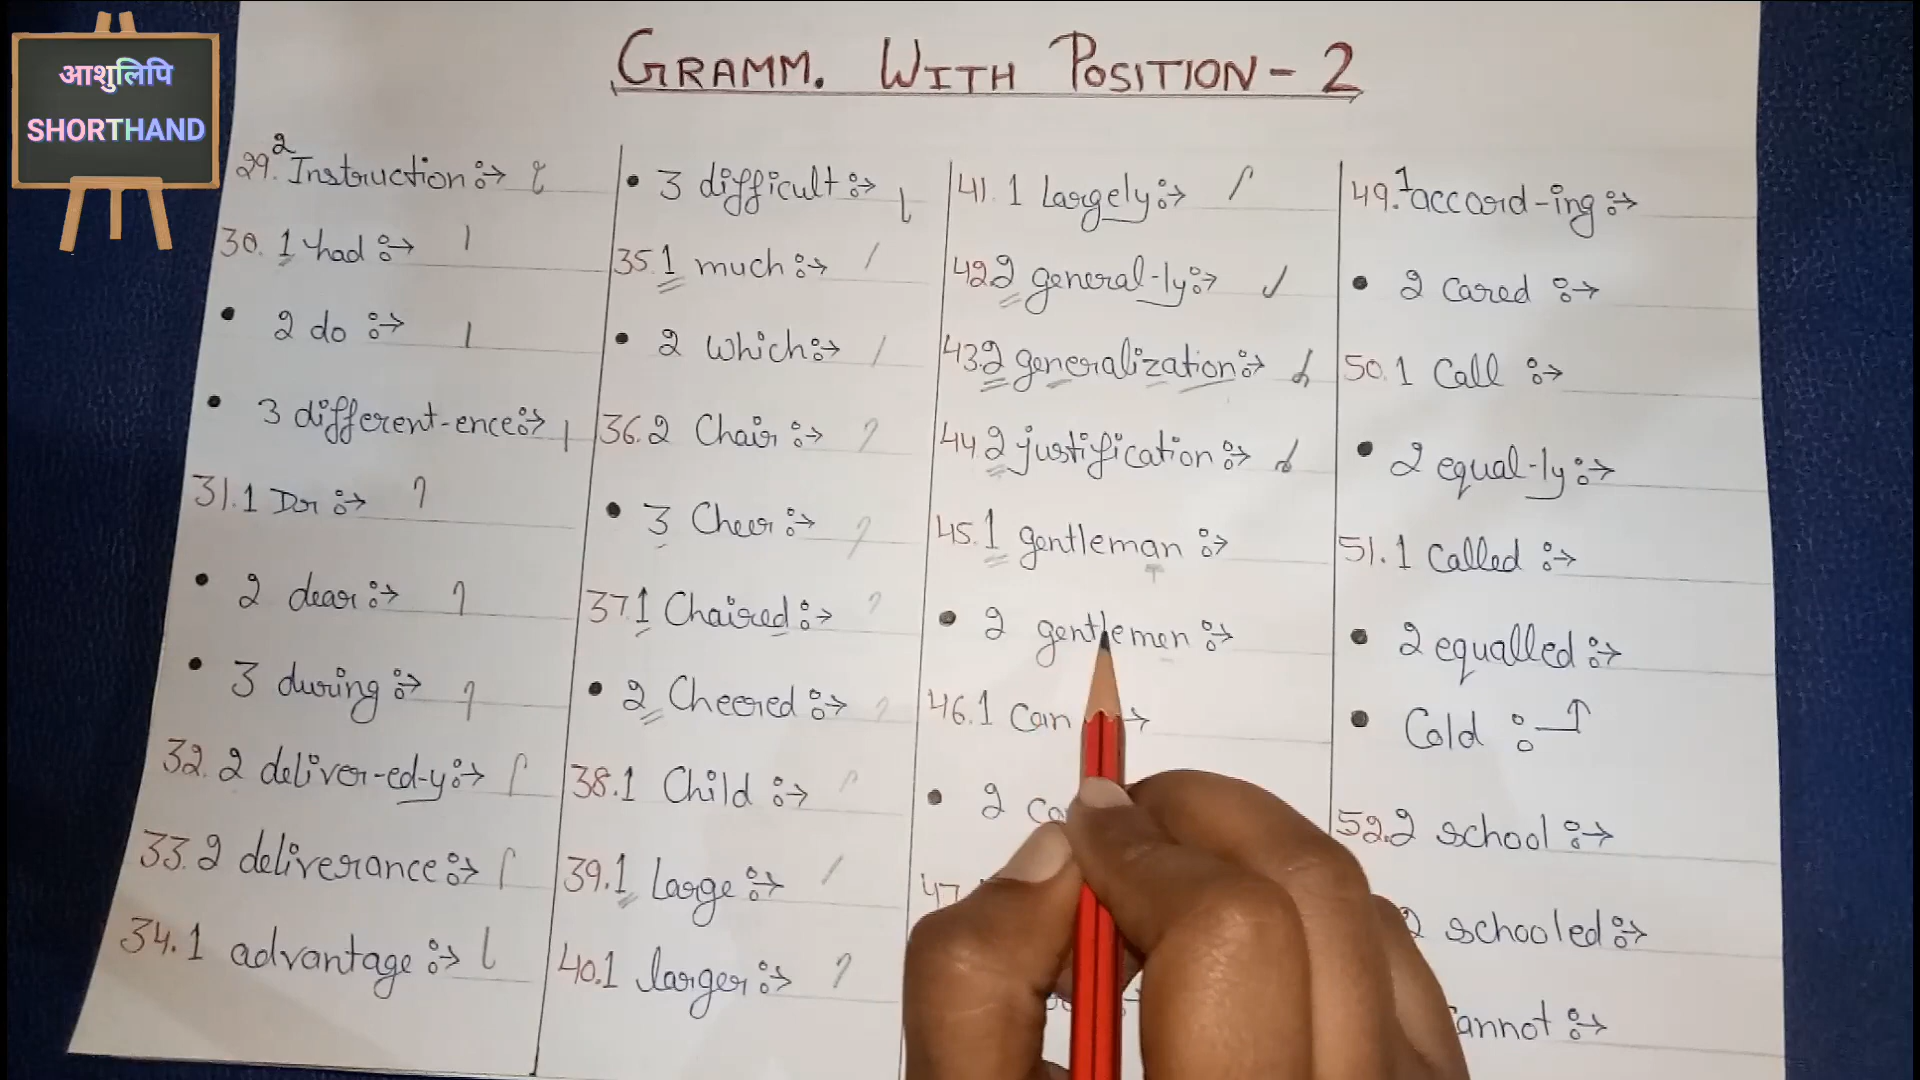 आशुलिपि
SHORTHAND
GRAMM. WITH POSITION - 2
29. 2 Instruction
30. 1 had
2 do
3 different-ence
31. 1 Dr
2 dear
3 during
32. 2 deliver-ed-y
33. 2 deliverance
34. 1 advantage
3 difficult
35. 1 much
2 which
36. 2 Chair
3 Cheer
37. 1 Chaired
2 Cheered
38. 1 Child
39. 1 Large
40. 1 larger
41. 1 Largely
42 2 general-ly
43. 2 generalization
44 2 justification
45. 1 gentleman
2 gentlemen
46. 1 Can
2
47
49. 1 accord-ing
2 cared
50. 1 Call
2 equal-ly
51. 1 Called
2 equalled
Cold
52. 2 school
2 schooled
annot